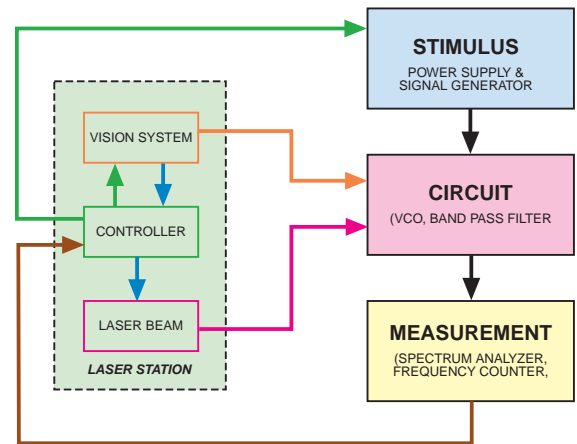 STIMULUS
POWER SUPPLY &
SIGNAL GENERATOR
VISION SYSTEM
CIRCUIT
(VCO, BAND PASS FILTER
CONTROLLER
LASER BEAM
LASER STATION
MEASUREMENT
(SPECTRUM ANALYZER,
FREQUENCY COUNTER,